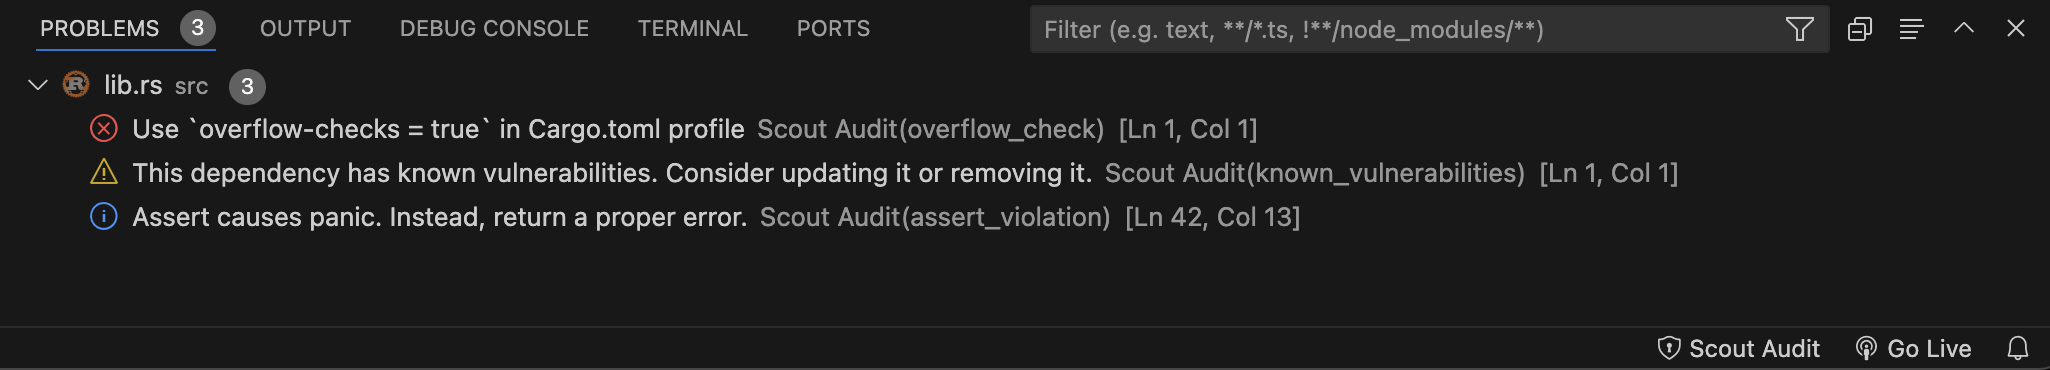 PROBLEMS 3 OUTPUT DEBUG CONSOLE TERMINAL PORTS Filter (e.g. text, **/*.ts, !**/node_modules/**)
lib.rs src 3
Use `overflow-checks = true` in Cargo.toml profile Scout Audit(overflow_check) [Ln 1, Col 1]
This dependency has known vulnerabilities. Consider updating it or removing it. Scout Audit(known_vulnerabilities) [Ln 1, Col 1]
Assert causes panic. Instead, return a proper error. Scout Audit(assert_violation) [Ln 42, Col 13]
Scout Audit Go Live